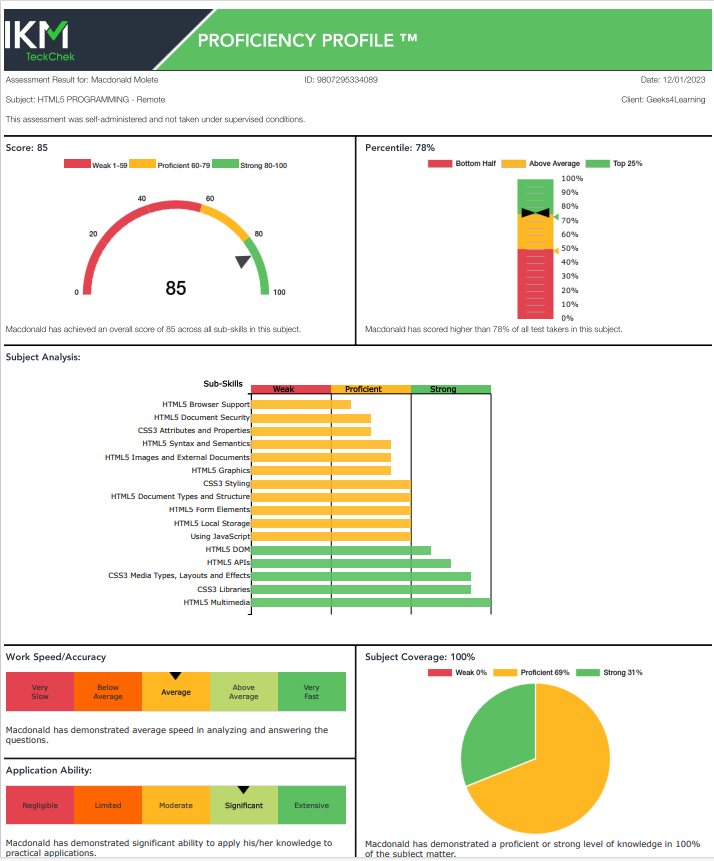 IKM
TeckChek
PROFICIENCY PROFILE ™
Assessment Result for: Macdonald Molete ID: 9807295334089 Date: 12/01/2023
Subject: HTML5 PROGRAMMING - Remote Client: Geeks4Learning
This assessment was self-administered and not taken under supervised conditions.
Score: 85
Weak 1-59 Proficient 60-79 Strong 80-100
0 20 40 60 80 100
85
Macdonald has achieved an overall score of 85 across all sub-skills in this subject.
Percentile: 78%
Bottom Half Above Average Top 25%
100%
90%
80%
70%
60%
50%
40%
30%
20%
10%
0%
Macdonald has scored higher than 78% of all test takers in this subject.
Subject Analysis:
Sub-Skills Weak Proficient Strong
HTML5 Browser Support
HTML5 Document Security
CSS3 Attributes and Properties
HTML5 Syntax and Semantics
HTML5 Images and External Documents
HTML5 Graphics
CSS3 Styling
HTML5 Document Types and Structure
HTML5 Form Elements
HTML5 Local Storage
Using JavaScript
HTML5 DOM
HTML5 APIs
CSS3 Media Types, Layouts and Effects
CSS3 Libraries
HTML5 Multimedia
Work Speed/Accuracy
Very Slow
Below Average
Average
Above Average
Very Fast
Macdonald has demonstrated average speed in analyzing and answering the
questions.
Application Ability:
Negligible Limited Moderate Significant Extensive
Macdonald has demonstrated significant ability to apply his/her knowledge to
practical applications.
Subject Coverage: 100%
Weak 0% Proficient 69% Strong 31%
Macdonald has demonstrated a proficient or strong level of knowledge in 100%
of the subject matter.